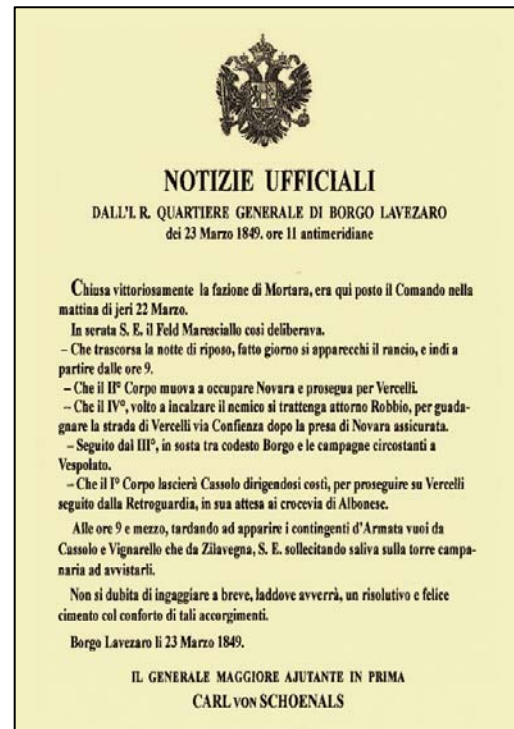 NOTIZIE UFFICIALI
DALL'I. R. QUARTIERE GENERALE DI BORGO LAVEZARO
dei 23 Marzo 1849. ore 11 antimeridiane
Chiusa vittoriosamente la fazione di Mortara, era qui posto il Comando nella
mattina di jeri 22 Marzo.
In serata S. E. il Feld Maresciallo così deliberava.
– Che trascorsa la notte di riposo, fatto giorno si apparecchi il rancio, e indi a
partire dalle ore 9.
– Che il II° Corpo muova a occupare Novara e prosegua per Vercelli.
– Che il IV°, volto a incalzare il nemico si trattenga attorno Robbio, per guada-
gnare la strada di Vercelli via Confienza dopo la presa di Novara assicurata.
– Seguito dal III°, in sosta tra codesto Borgo e le campagne circostanti a
Vespolato.
– Che il I° Corpo lascierà Cassolo dirigendosi costì, per proseguire su Vercelli
seguito dalla Retroguardia, in sua attesa ai crocevia di Albonese.
Alle ore 9 e mezzo, tardando ad apparire i contingenti d'Armata vuoi da
Cassolo e Vignarello che da Zilavegna, S. E. sollecitando saliva sulla torre campa-
naria ad avvistarli.
Non si dubita di ingaggiare a breve, laddove avverrà, un risolutivo e felice
cimento col conforto di tali accorgimenti.
Borgo Lavezaro li 23 Marzo 1849.
IL GENERALE MAGGIORE AJUTANTE IN PRIMA
CARL VON SCHOENALS